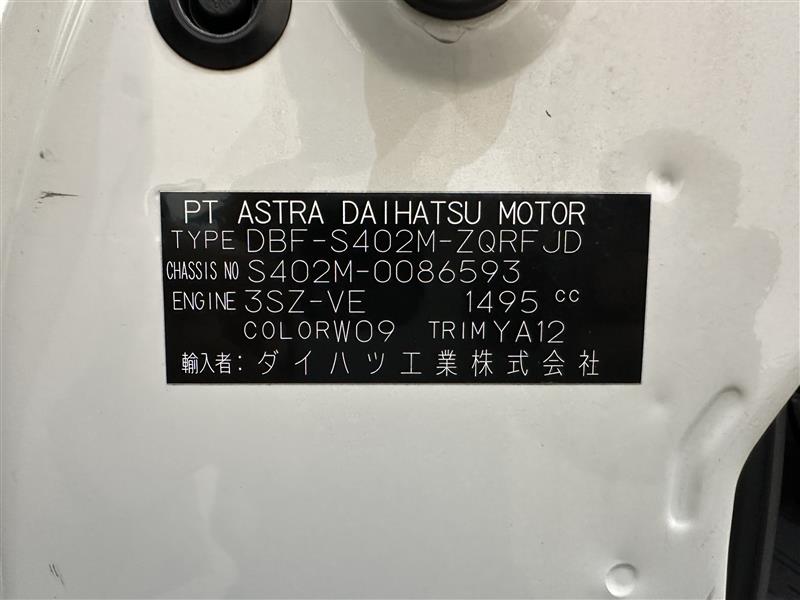 PT ASTRA DAIHATSU MOTOR
TYPE DBF-S402M-ZQRFJD
CHASSIS NO S402M-0086593
ENGINE 3SZ-VE 1495 cc
COLOR W09 TRIM YA12
輸入者: ダイハツ工業株式会社